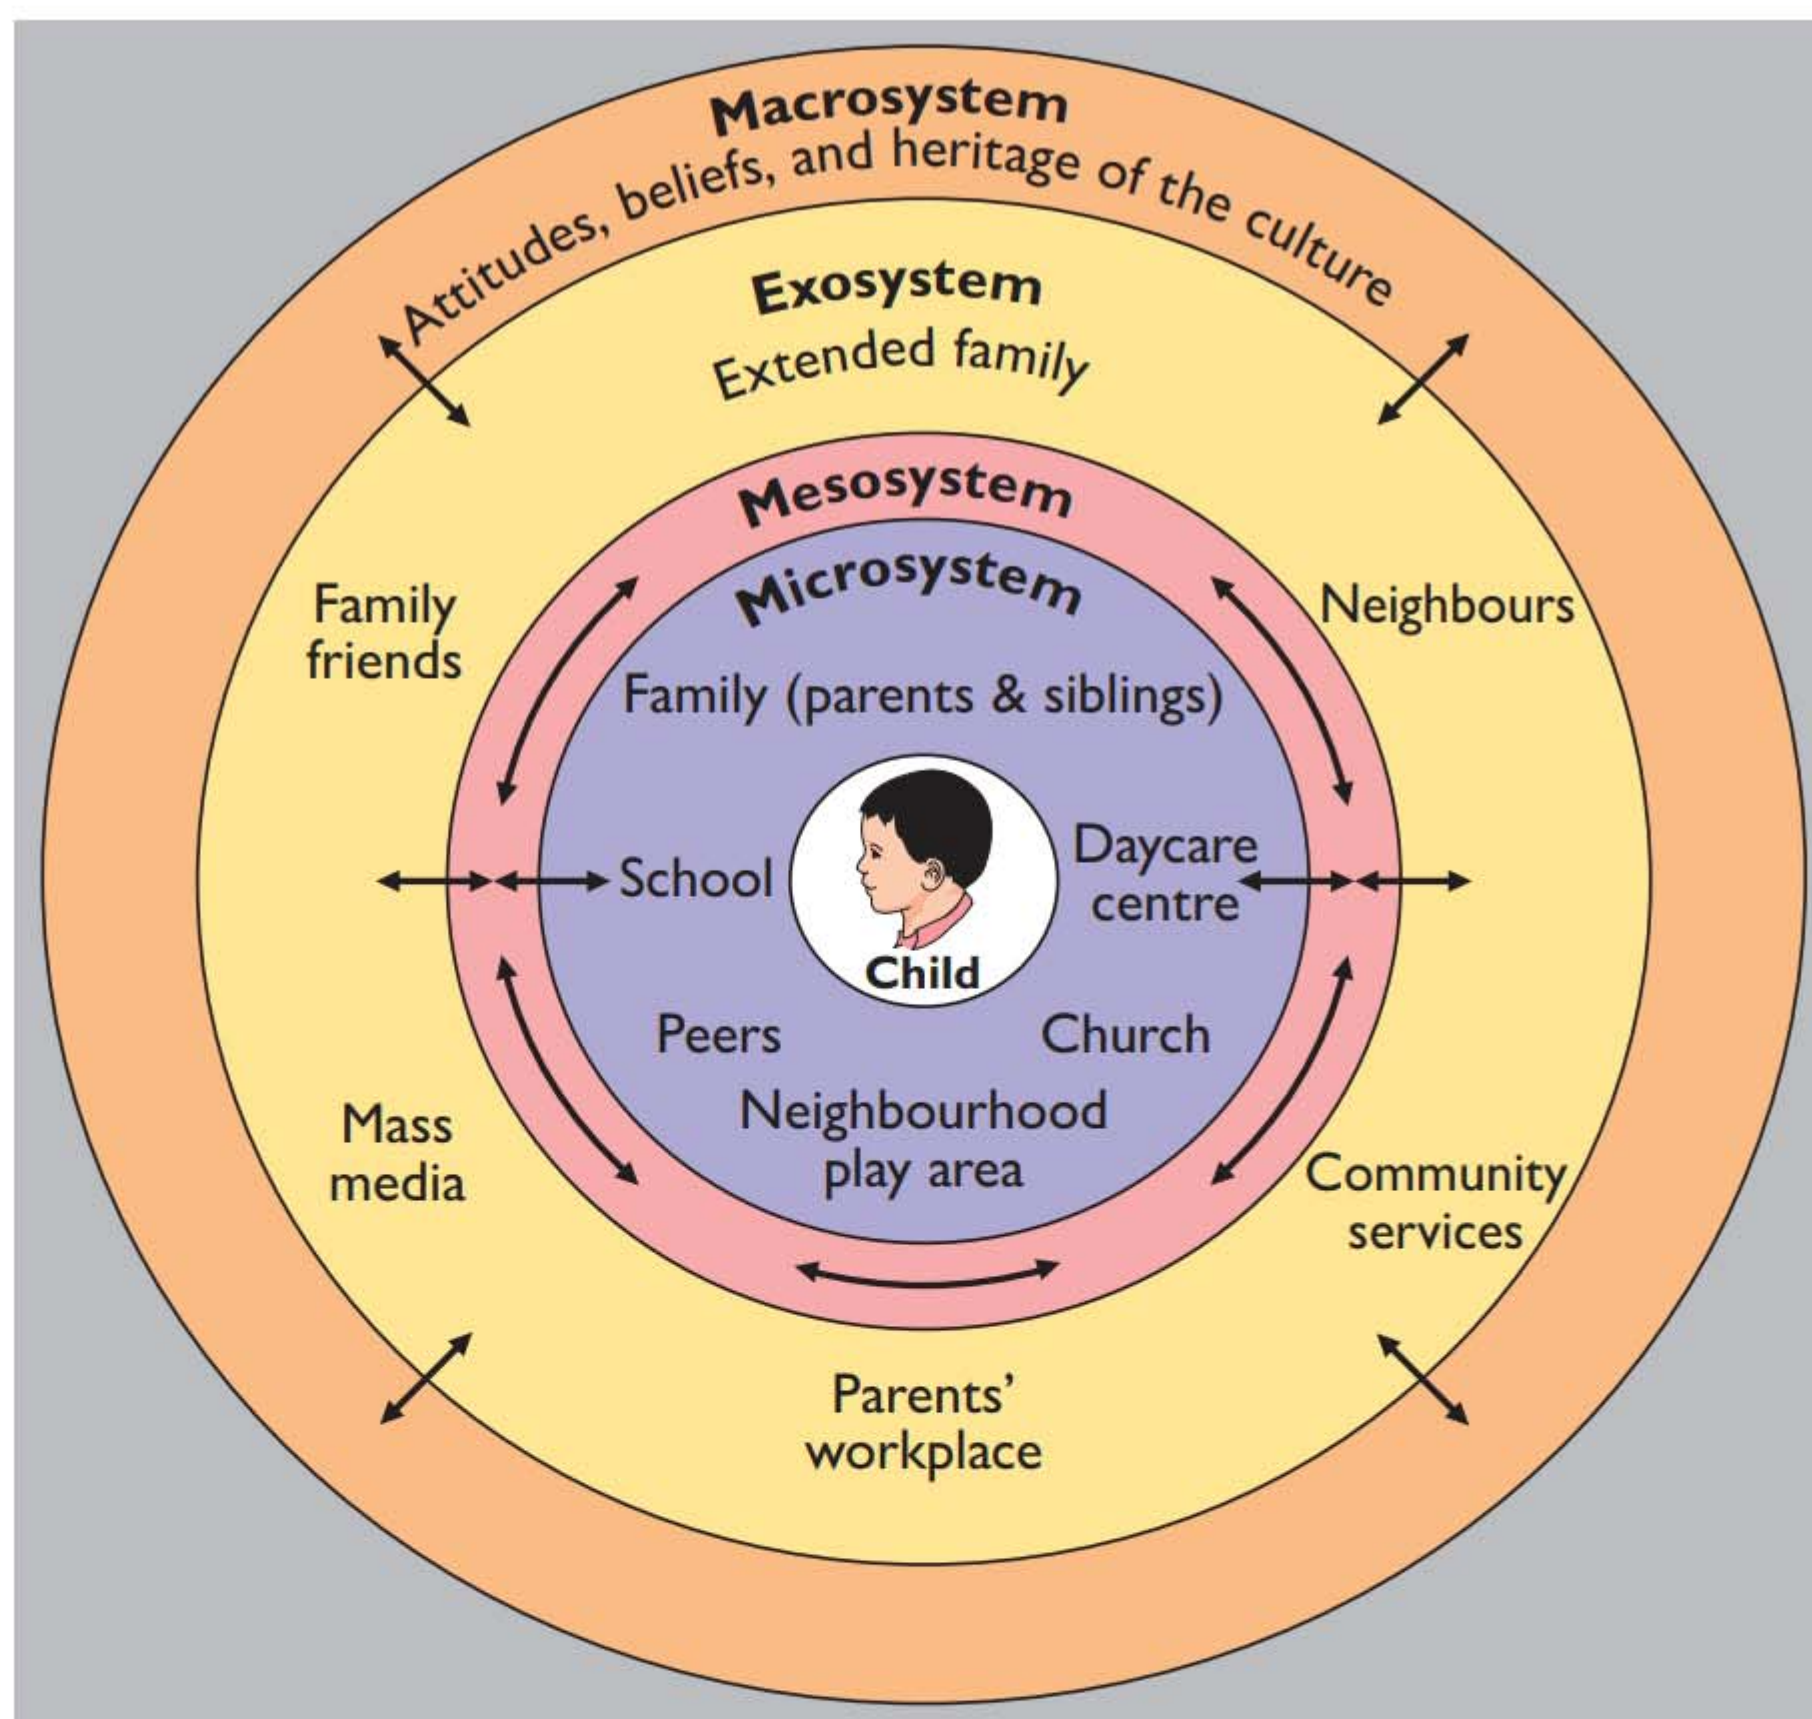 Macrosystem
Attitudes, beliefs, and heritage of the culture
Exosystem
Extended family
Mesosystem
Microsystem
Family
friends
Neighbours
Family (parents & siblings)
School
Daycare
centre
Child
Peers
Church
Neighbourhood
play area
Mass
media
Community
services
Parents’
workplace